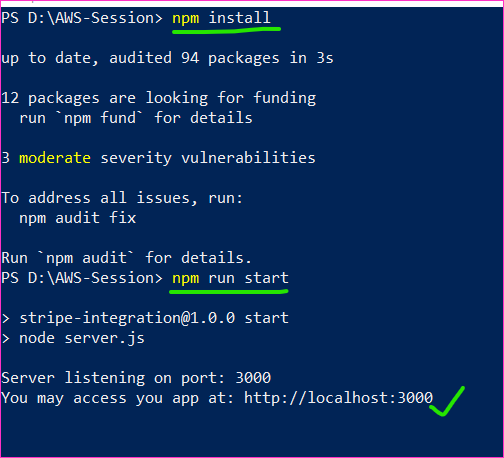 PS D:\AWS-Session> npm install
up to date, audited 94 packages in 3s
12 packages are looking for funding
run `npm fund` for details
3 moderate severity vulnerabilities
To address all issues, run:
npm audit fix
Run `npm audit` for details.
PS D:\AWS-Session> npm run start
> stripe-integration@1.0.0 start
> node server.js
Server listening on port: 3000
You may access you app at: http://localhost:3000